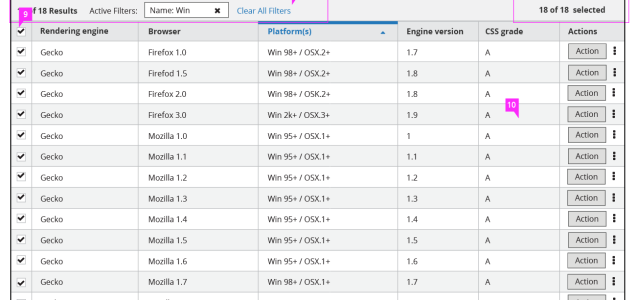 of 18 Results Active Filters: Name: Win ✖ Clear All Filters 18 of 18 selected
9
Rendering engine Browser Platform(s) Engine version CSS grade Actions
Gecko Firefox 1.0 Win 98+ / OSX.2+ 1.7 A Action
Gecko Firefod 1.5 Win 98+ / OSX.2+ 1.8 A Action
Gecko Firefox 2.0 Win 98+ / OSK.2+ 1.8 A Action
10
Gecko Firefox 3.0 Win 2k+ / OSX.3+ 1.9 A Action
Gecko Mozilla 1.0 Win 95+ / OSX.1+ 1 A Action
Gecko Mozilla 1.1 Win 95+ / OSX.1+ 1.1 A Action
Gecko Mozilla 1.2 Win 95+ / OSX.1+ 1.2 A Action
Gecko Mozilla 1.3 Win 95+ / OSX.1+ 1.3 A Action
Gecko Mozilla 1.4 Win 95+ / OSX.1+ 1.4 A Action
Gecko Mozilla 1.5 Win 95+ / OSX.1+ 1.5 A Action
Gecko Mozilla 1.6 Win 95+ / OSX.1+ 1.6 A Action
Gecko Mozilla 1.7 Win 98+ / OSX.1+ 1.7 A Action